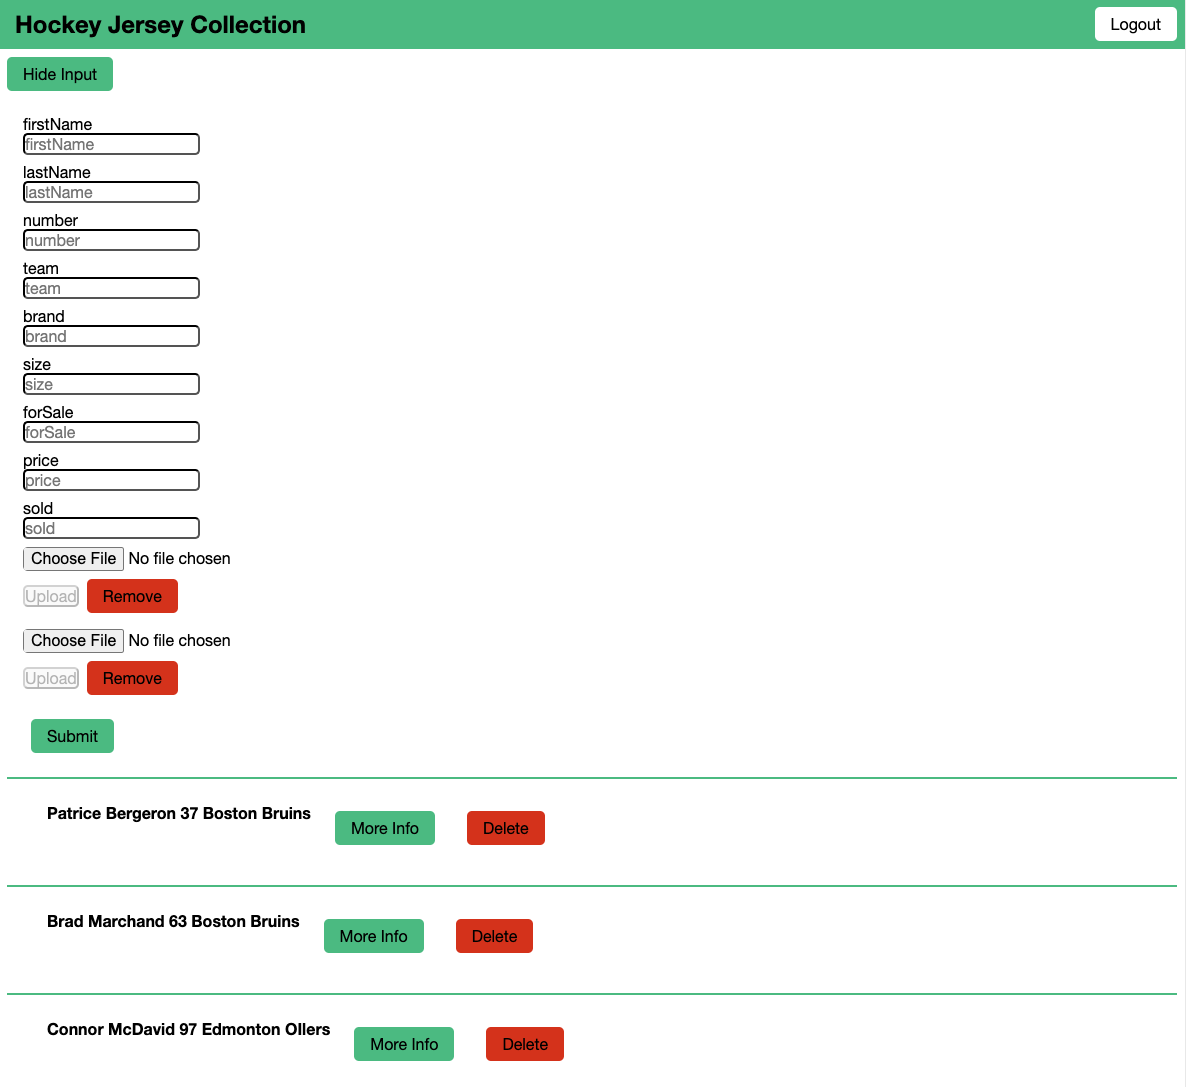 Hockey Jersey Collection Logout
Hide Input
firstName
firstName
lastName
lastName
number
number
team
team
brand
brand
size
size
forSale
forSale
price
price
sold
sold
Choose File No file chosen
Upload Remove
Choose File No file chosen
Upload Remove
Submit
Patrice Bergeron 37 Boston Bruins More Info Delete
Brad Marchand 63 Boston Bruins More Info Delete
Connor McDavid 97 Edmonton OIlers More Info Delete